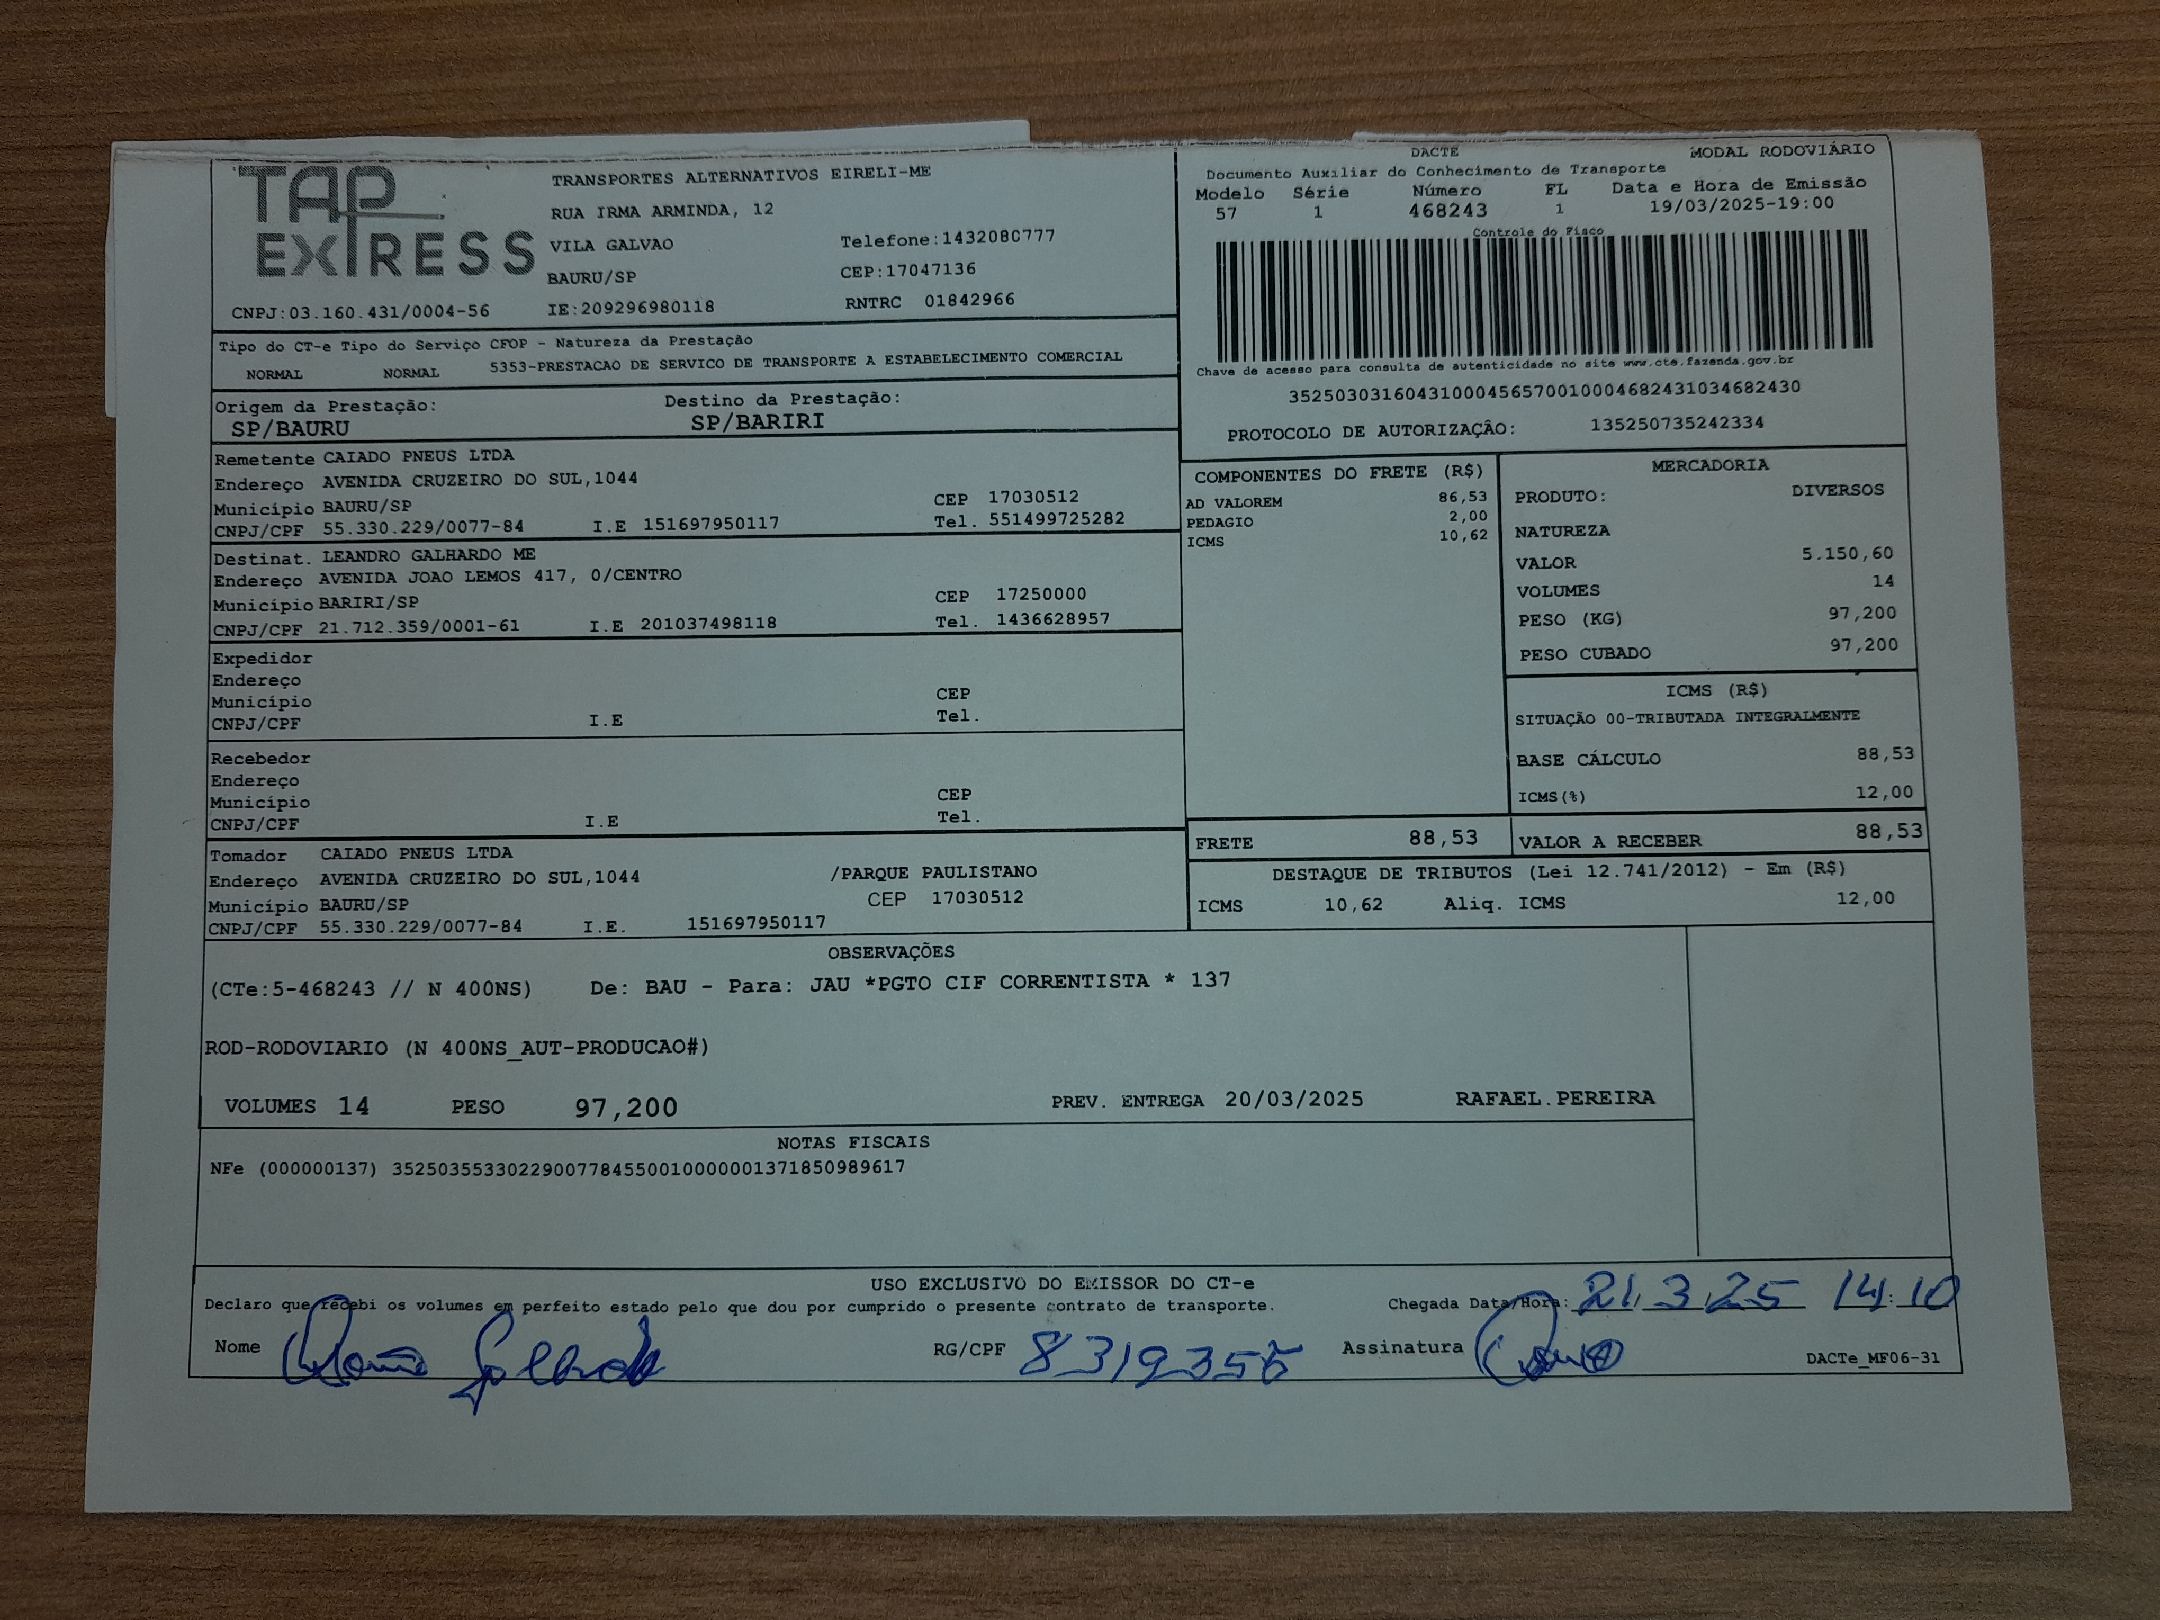 TAP EXPRESS
TRANSPORTES ALTERNATIVOS EIRELI-ME
RUA IRMA ARMINDA, 12
VILA GALVAO Telefone:1432080777
BAURU/SP CEP:17047136
CNPJ:03.160.431/0004-56 IE:209296980118 RNTRC 01842966
DACTE MODAL RODOVIÁRIO
Documento Auxiliar do Conhecimento de Transporte
Modelo Série Número FL Data e Hora de Emissão
57 1 468243 1 19/03/2025-19:00
Controle do Fisco
Chave de acesso para consulta de autenticidade no site www.cte.fazenda.gov.br
35250303160431000456570010004682431034682430
PROTOCOLO DE AUTORIZAÇÃO: 135250735242334
Tipo do CT-e Tipo do Serviço CFOP - Natureza da Prestação
NORMAL NORMAL 5353-PRESTACAO DE SERVICO DE TRANSPORTE A ESTABELECIMENTO COMERCIAL
Origem da Prestação: Destino da Prestação:
SP/BAURU SP/BARIRI
Remetente CAIADO PNEUS LTDA
Endereço AVENIDA CRUZEIRO DO SUL,1044
Município BAURU/SP CEP 17030512
CNPJ/CPF 55.330.229/0077-84 I.E 151697950117 Tel. 551499725282
Destinat. LEANDRO GALHARDO ME
Endereço AVENIDA JOAO LEMOS 417, 0/CENTRO
Município BARIRI/SP CEP 17250000
CNPJ/CPF 21.712.359/0001-61 I.E 201037498118 Tel. 1436628957
Expedidor
Endereço
Município CEP
CNPJ/CPF I.E Tel.
Recebedor
Endereço
Município CEP
CNPJ/CPF I.E Tel.
Tomador CAIADO PNEUS LTDA
Endereço AVENIDA CRUZEIRO DO SUL,1044 /PARQUE PAULISTANO
Município BAURU/SP CEP 17030512
CNPJ/CPF 55.330.229/0077-84 I.E. 151697950117
COMPONENTES DO FRETE (R$)
AD VALOREM 86,53
PEDAGIO 2,00
ICMS 10,62
MERCADORIA
PRODUTO: DIVERSOS
NATUREZA
VALOR 5.150,60
VOLUMES 14
PESO (KG) 97,200
PESO CUBADO 97,200
ICMS (R$)
SITUAÇÃO 00-TRIBUTADA INTEGRALMENTE
BASE CÁLCULO 88,53
ICMS(%) 12,00
FRETE 88,53 VALOR A RECEBER 88,53
DESTAQUE DE TRIBUTOS (Lei 12.741/2012) - Em (R$)
ICMS 10,62 Aliq. ICMS 12,00
OBSERVAÇÕES
(CTe:5-468243 // N 400NS) De: BAU - Para: JAU *PGTO CIF CORRENTISTA * 137
ROD-RODOVIARIO (N 400NS_AUT-PRODUCAO#)
VOLUMES 14 PESO 97,200 PREV. ENTREGA 20/03/2025 RAFAEL.PEREIRA
NOTAS FISCAIS
NFe (000000137) 35250355330229007784550010000001371850989617
USO EXCLUSIVO DO EMISSOR DO CT-e
Declaro que recebi os volumes em perfeito estado pelo que dou por cumprido o presente contrato de transporte. Chegada Data/Hora: 21.3.25 14:10
Nome RG/CPF 8319356 Assinatura DACTe_MF06-31